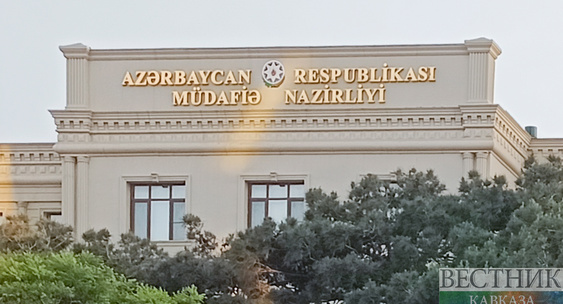 AZƏRBAYCAN RESPUBLİKASI
MÜDAFİƏ NAZİRLİYİ
ВЕСТНИК
КАВКАЗА